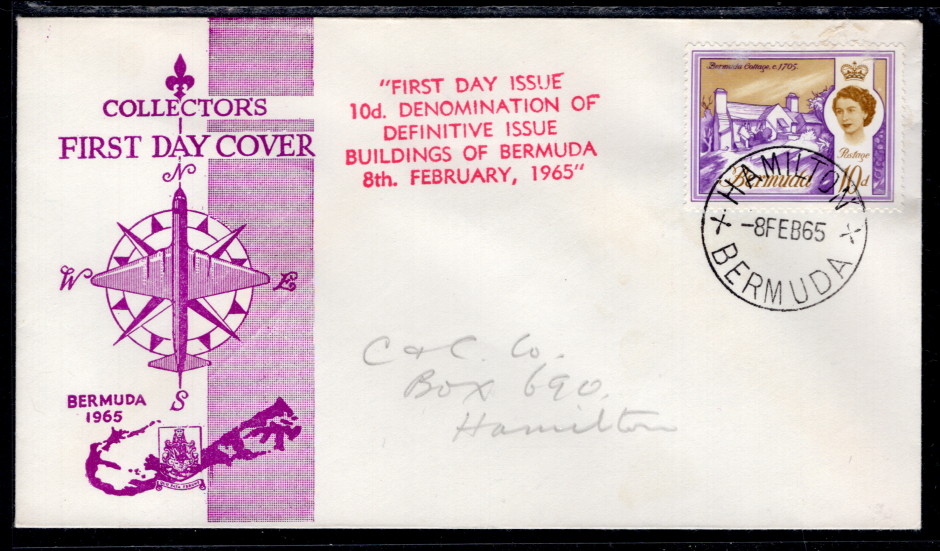 COLLECTOR'S
FIRST DAY COVER
N
W E
S
BERMUDA
1965
"FIRST DAY ISSUE
10d. DENOMINATION OF
DEFINITIVE ISSUE
BUILDINGS OF BERMUDA
8th. FEBRUARY, 1965"
Bermuda Cottage, c.1705.
Postage
Bermuda 10d
HAMILTON
-8FEB65
BERMUDA
C & C. Co.
Box 690.
Hamilton